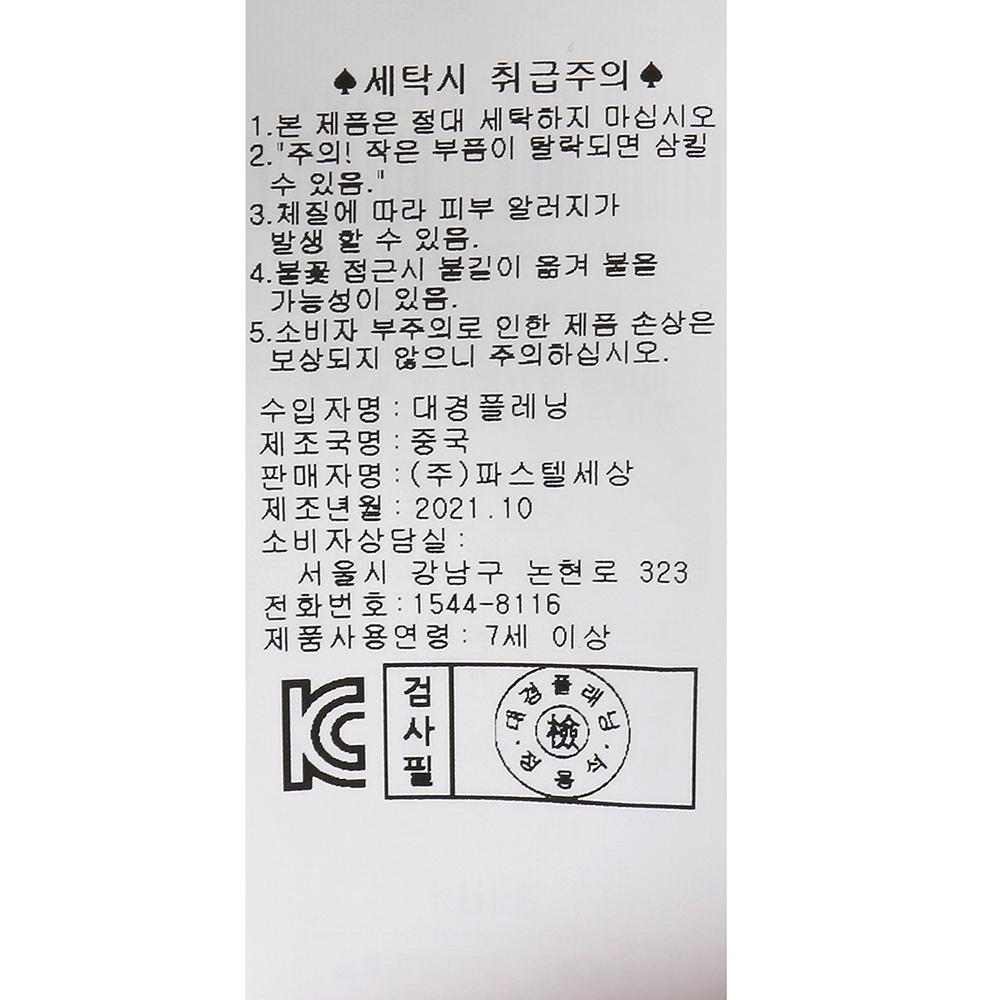 ♠세탁시 취급주의♠
1.본 제품은 절대 세탁하지 마십시오
2."주의! 작은 부품이 탈락되면 삼킬
수 있음."
3.체질에 따라 피부 알러지가
발생 할 수 있음.
4.불꽃 접근시 불길이 옮겨 붙을
가능성이 있음.
5.소비자 부주의로 인한 제품 손상은
보상되지 않으니 주의하십시오.
수입자명:대경플레닝
제조국명:중국
판매자명:(주)파스텔세상
제조년월:2021.10
소비자상담실:
서울시 강남구 논현로 323
전화번호:1544-8116
제품사용연령: 7세 이상
KC
검사필
대경플래닝
檢